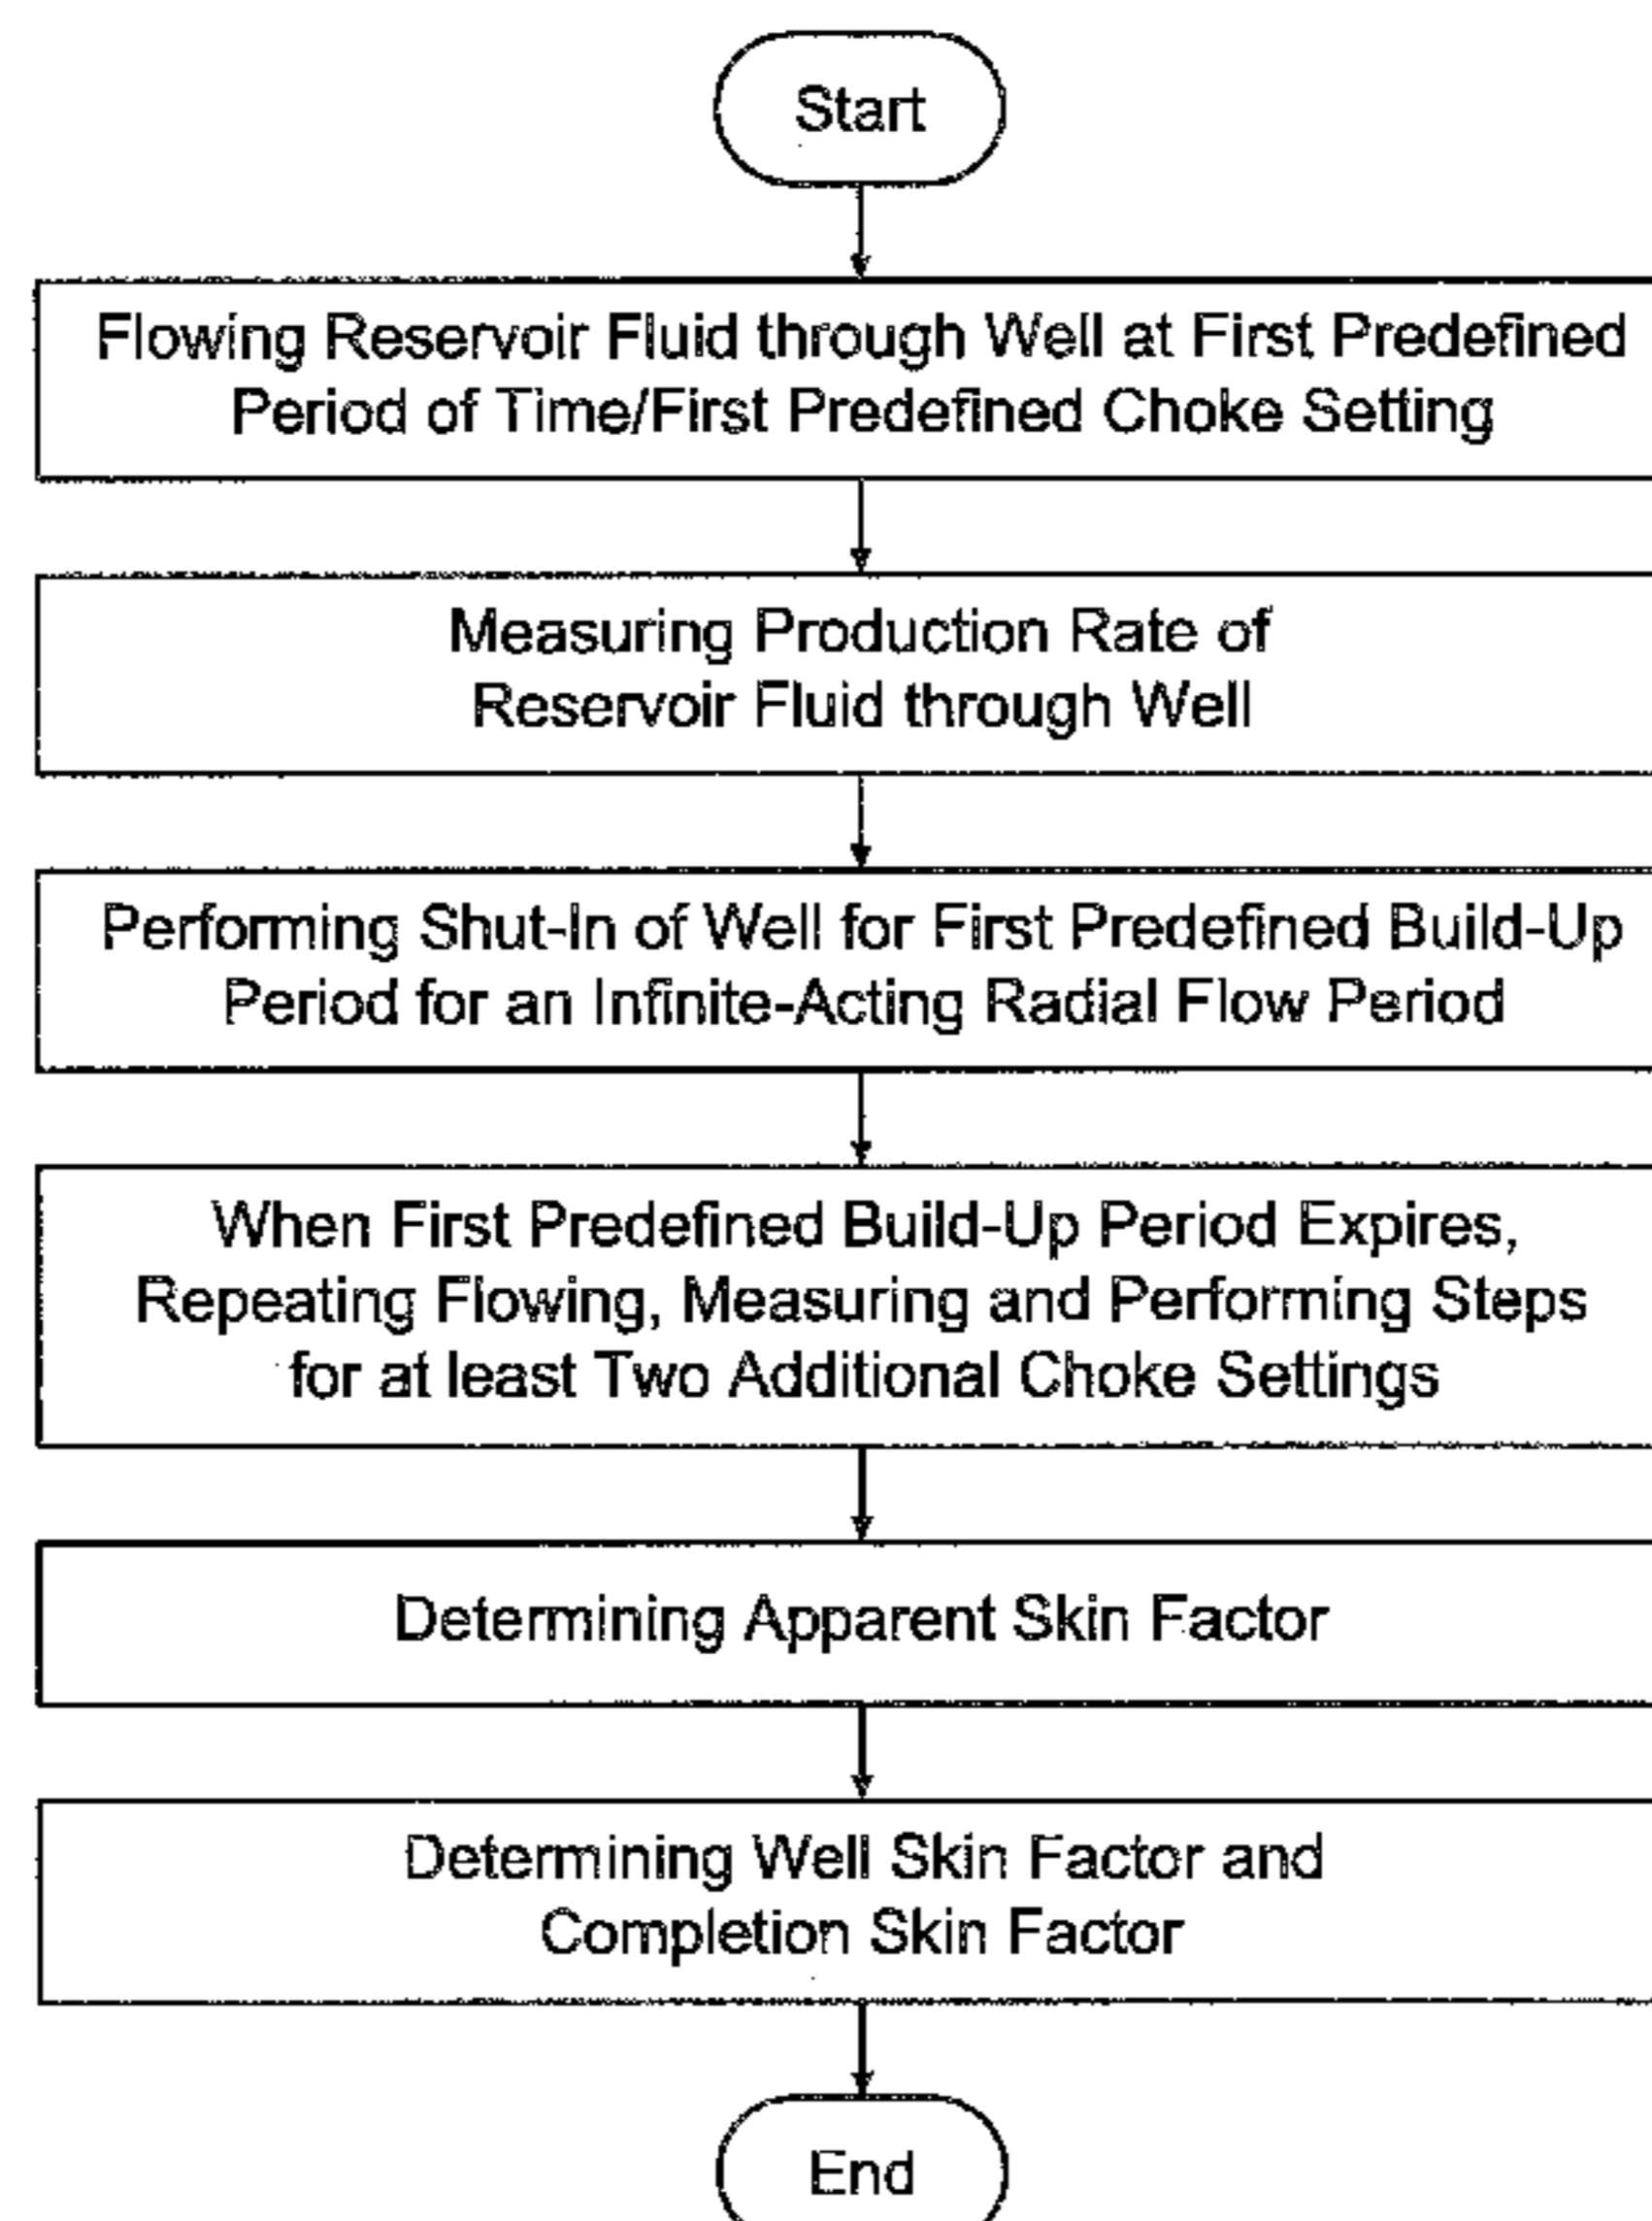 Start
Flowing Reservoir Fluid through Well at First Predefined
Period of Time/First Predefined Choke Setting
Measuring Production Rate of
Reservoir Fluid through Well
Performing Shut-In of Well for First Predefined Build-Up
Period for an Infinite-Acting Radial Flow Period
When First Predefined Build-Up Period Expires,
Repeating Flowing, Measuring and Performing Steps
for at least Two Additional Choke Settings
Determining Apparent Skin Factor
Determining Well Skin Factor and
Completion Skin Factor
End